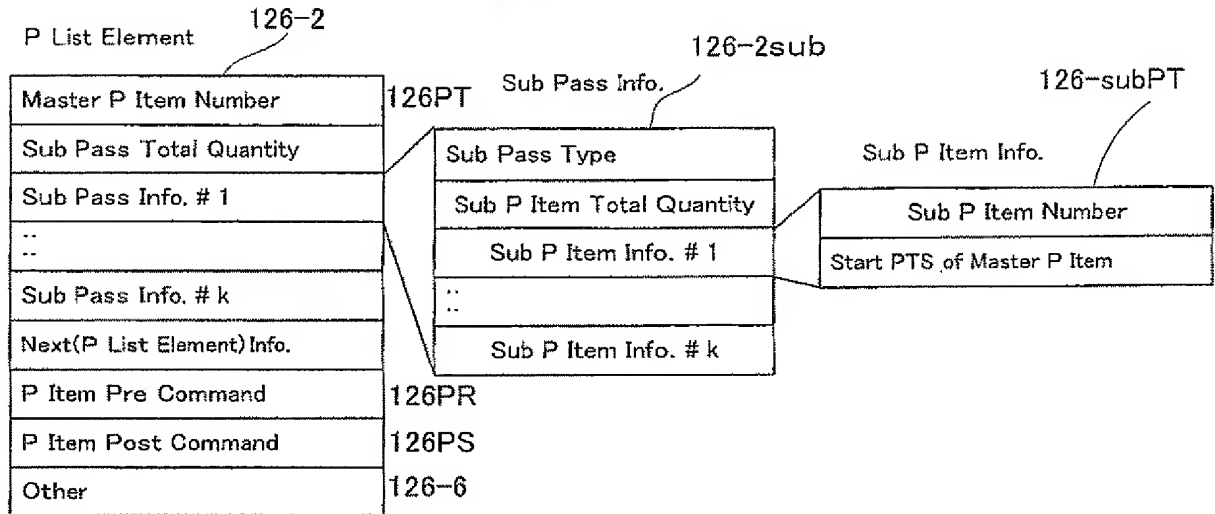 126-2
P List Element
Master P Item Number
126PT
Sub Pass Total Quantity
Sub Pass Info. # 1
::
Sub Pass Info. # k
Next(P List Element)Info.
P Item Pre Command
126PR
P Item Post Command
126PS
Other
126-6
126-2sub
Sub Pass Info.
Sub Pass Type
Sub P Item Total Quantity
Sub P Item Info. # 1
::
Sub P Item Info. # k
126-subPT
Sub P Item Info.
Sub P Item Number
Start PTS of Master P Item